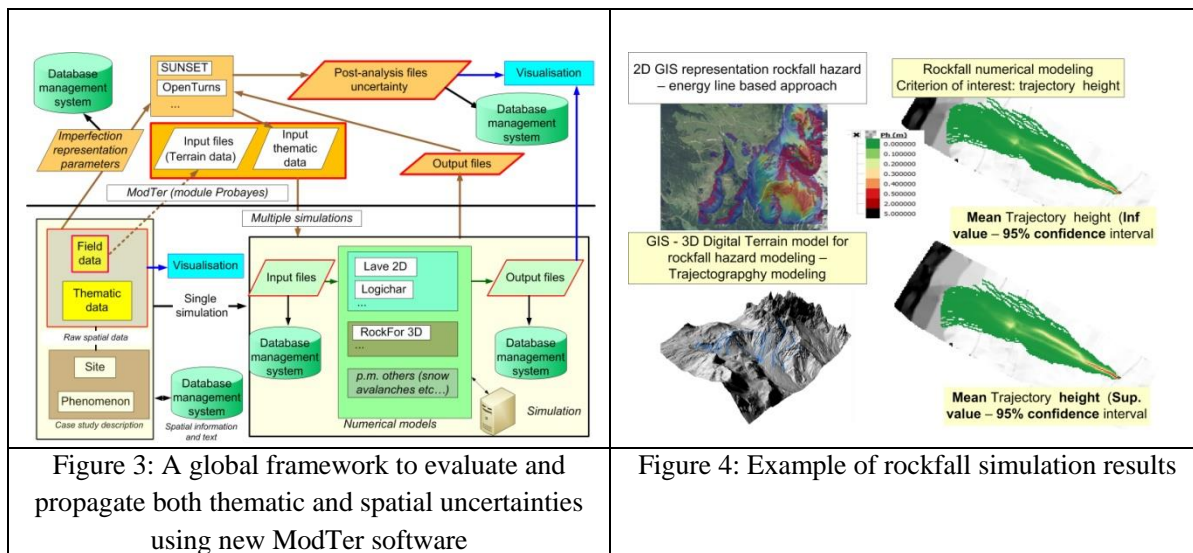 Database
management
system
SUNSET
OpenTurns
...
Post-analysis files
uncertainty
Visualisation
Database
management
system
Imperfection
representation
parameters
Input files
(Terrain data)
Input
thematic
data
Output files
ModTer (module Probayes)
Multiple simulations
Field
data
Thematic
data
Raw spatial data
Visualisation
Single
simulation
Site
Phenomenon
Case study description
Database
management
system
Spatial information
and text
Input files
Database
management
system
Lave 2D
Logichar
...
RockFor 3D
...
p.m. others (snow
avalanches etc...)
Numerical models
Output files
Database
management
system
Simulation
2D GIS representation rockfall hazard
– energy line based approach
Rockfall numerical modeling
Criterion of interest: trajectory height
Ph (m)
0.000000
0.100000
0.200000
0.300000
0.400000
0.500000
2.000000
5.000000
Mean Trajectory height (Inf
value – 95% confidence interval
GIS - 3D Digital Terrain model for
rockfall hazard modeling –
Trajectograpghy modeling
Mean Trajectory height (Sup.
value – 95% confidence interval
Figure 3: A global framework to evaluate and
propagate both thematic and spatial uncertainties
using new ModTer software
Figure 4: Example of rockfall simulation results